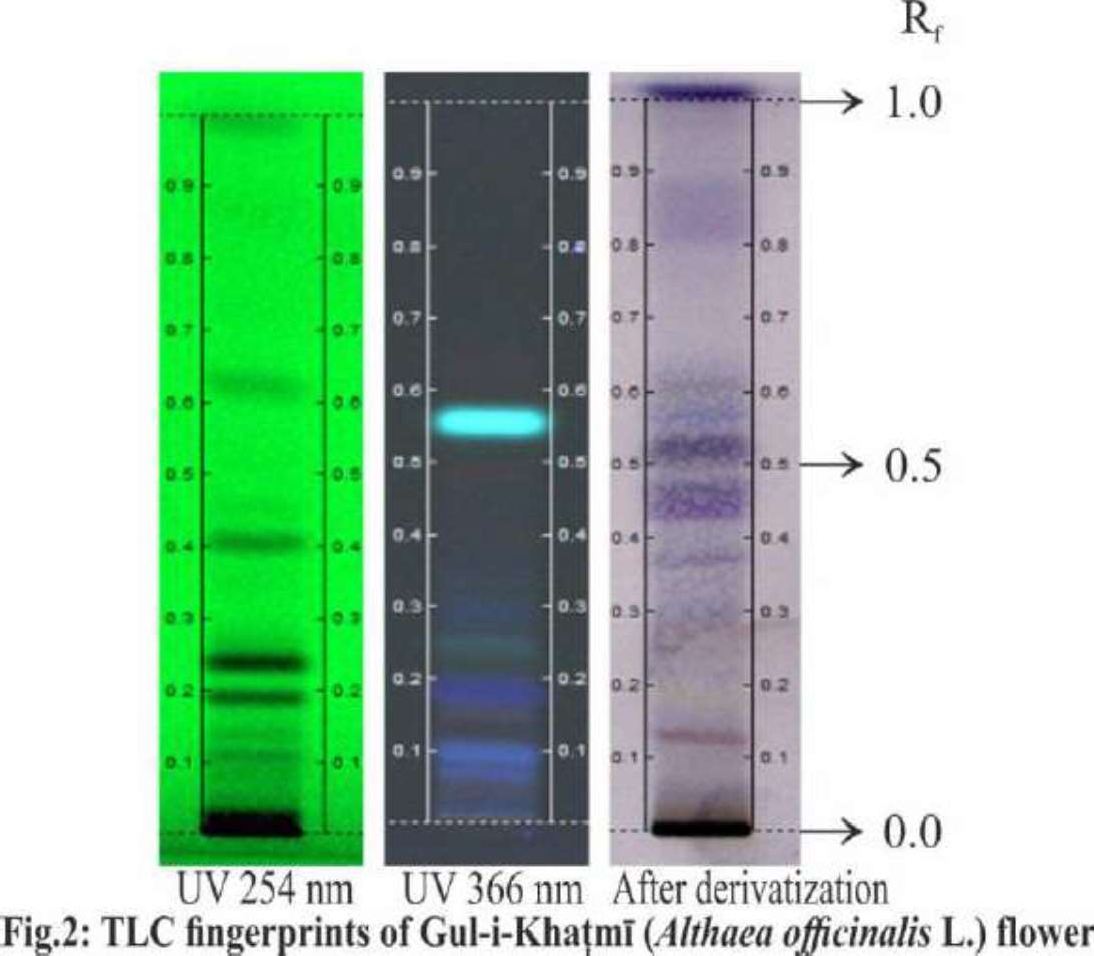 Rf
1.0
0.9 0.9 0.9 0.9 0.9 0.9
0.8 0.8 0.8 0.8 0.8 0.8
0.7 0.7 0.7 0.7 0.7 0.7
0.6 0.6 0.6 0.6 0.6 0.6
0.5 0.5 0.5 0.5 0.5 0.5 0.5
0.4 0.4 0.4 0.4 0.4 0.4
0.3 0.3 0.3 0.3 0.3 0.3
0.2 0.2 0.2 0.2 0.2 0.2
0.1 0.1 0.1 0.1 0.1 0.1
0.0
UV 254 nm UV 366 nm After derivatization
Fig.2: TLC fingerprints of Gul-i-Khaṭmī (Althaea officinalis L.) flower